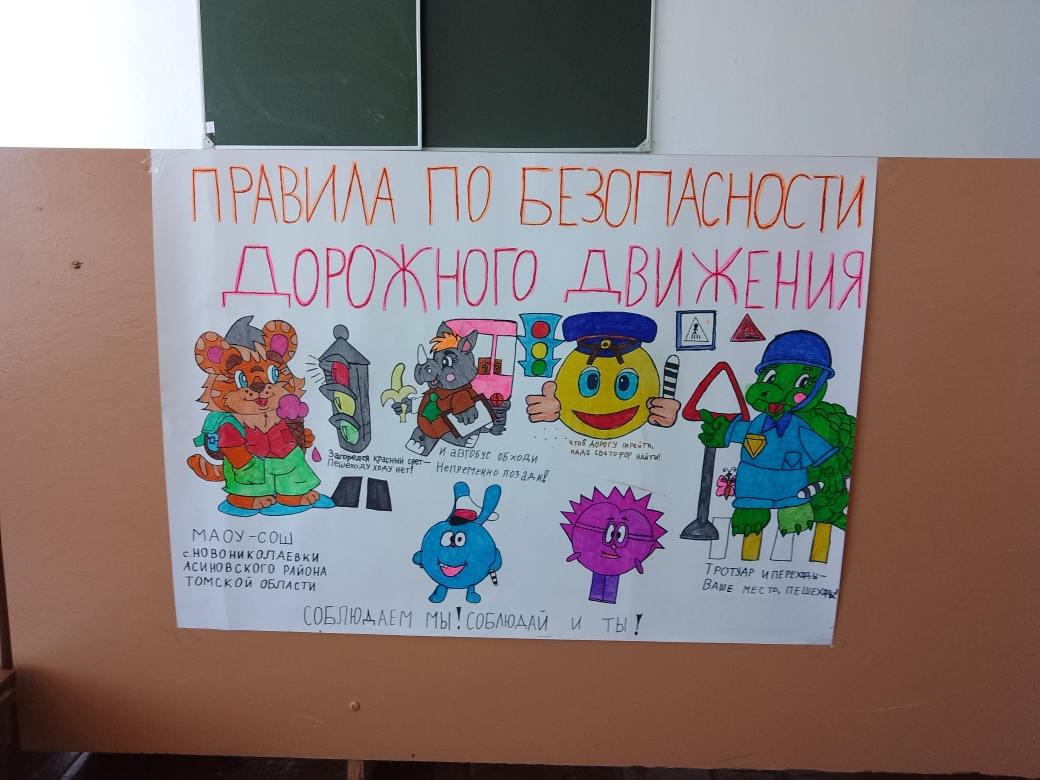 ПРАВИЛА ПО БЕЗОПАСНОСТИ
ДОРОЖНОГО ДВИЖЕНИЯ
Загорелся красный свет—
Пешеходу ходу нет!
и автобус обходи
Непременно позади!
чтоб дорогу перейти,
надо светофор найти!
МАОУ-СОШ
с.НОВОНИКОЛАЕВКИ
АСИНОВСКОГО РАЙОНА
ТОМСКОЙ ОБЛАСТИ
Тротуар и переходы—
Ваше место, пешеходы!
СОБЛЮДАЕМ МЫ! СОБЛЮДАЙ И ТЫ!